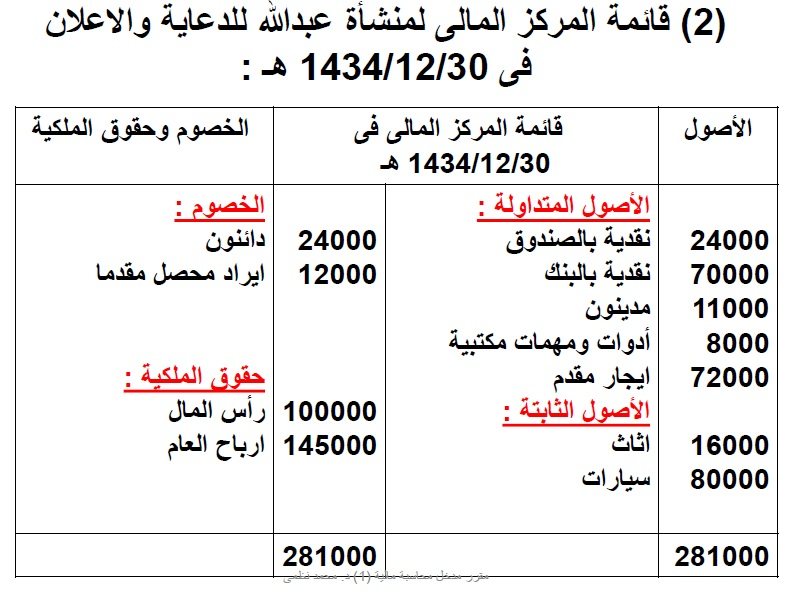 (2) قائمة المركز المالى لمنشأة عبدالله للدعاية والاعلان
فى 1434/12/30 هـ :
الأصول
قائمة المركز المالى فى
1434/12/30 هـ
الخصوم وحقوق الملكية
الأصول المتداولة :
24000 نقدية بالصندوق
70000 نقدية بالبنك
11000 مدينون
8000 أدوات ومهمات مكتبية
72000 ايجار مقدم
الأصول الثابتة :
16000 اثاث
80000 سيارات
281000
الخصوم :
24000 دائنون
12000 ايراد محصل مقدما
حقوق الملكية :
100000 رأس المال
145000 ارباح العام
281000
مقرر مدخل محاسبة مالية (1) د. محمد